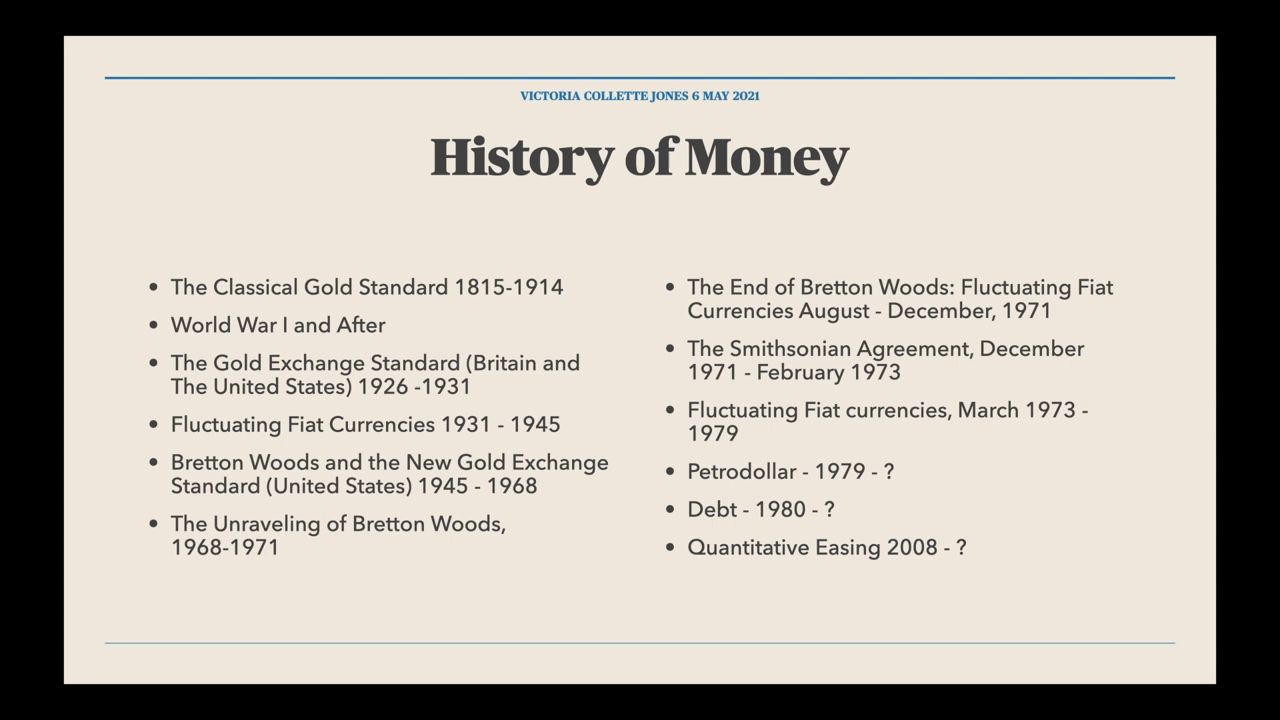 VICTORIA COLLETTE JONES 6 MAY 2021
History of Money
• The Classical Gold Standard 1815-1914
• World War I and After
• The Gold Exchange Standard (Britain and
The United States) 1926 -1931
• Fluctuating Fiat Currencies 1931 - 1945
• Bretton Woods and the New Gold Exchange
Standard (United States) 1945 - 1968
• The Unraveling of Bretton Woods,
1968-1971
• The End of Bretton Woods: Fluctuating Fiat
Currencies August - December, 1971
• The Smithsonian Agreement, December
1971 - February 1973
• Fluctuating Fiat currencies, March 1973 -
1979
• Petrodollar - 1979 - ?
• Debt - 1980 - ?
• Quantitative Easing 2008 - ?